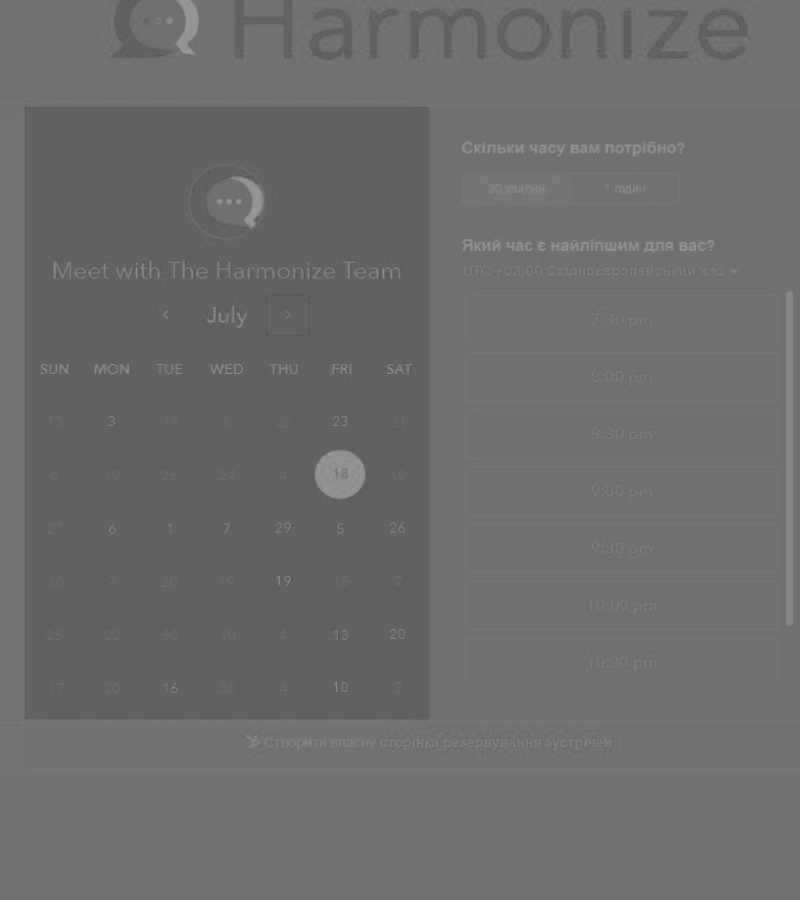 Harmonize
Meet with The Harmonize Team
July
SUN MON TUE WED THU FRI SAT
13 3 17 8 22 23 31
6 19 26 24 4 18 19
27 6 1 7 29 5 26
30 7 20 19 19 15 2
25 22 30 10 4 13 20
17 20 16 30 4 10 2
Скільки часу вам потрібно?
30 хвилин 1 годин
Який час є найліпшим для вас?
UTC +03:00 Східноєвропейський час
7:30 pm
8:00 pm
8:30 pm
9:00 pm
9:30 pm
10:00 pm
10:30 pm
Створити власну сторінка резервування зустрічей